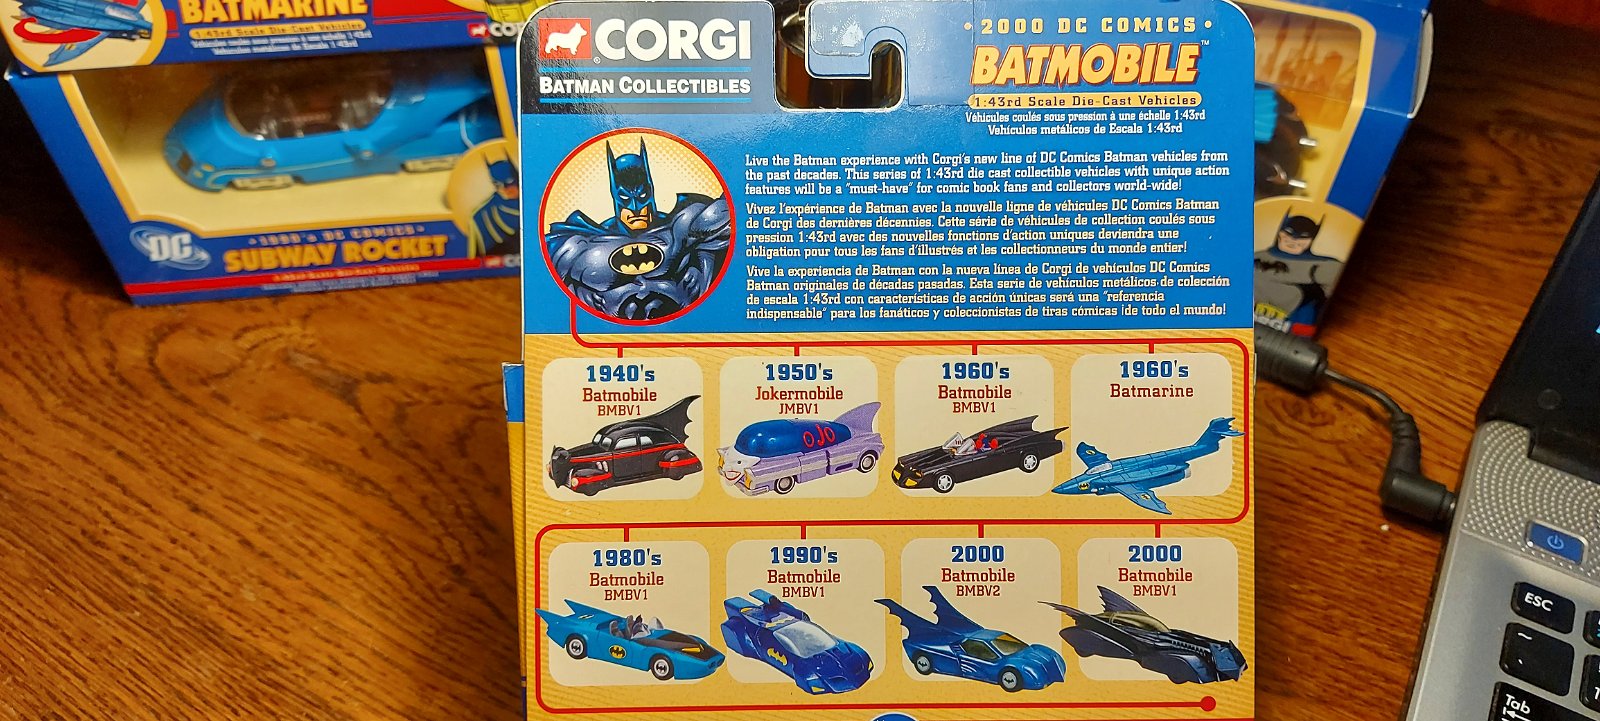 BATMARINE
1:43rd Scale Die-Cast Vehicles
DC
1990's DC COMICS
SUBWAY ROCKET
CORGI
BATMAN COLLECTIBLES
• 2000 DC COMICS •
BATMOBILE™
1:43rd Scale Die-Cast Vehicles
Véhicules coulés sous pression à une échelle 1:43rd
Vehículos metálicos de Escala 1:43rd
Live the Batman experience with Corgi's new line of DC Comics Batman vehicles from
the past decades. This series of 1:43rd die cast collectible vehicles with unique action
features will be a "must-have" for comic book fans and collectors world-wide!
Vivez l'expérience de Batman avec la nouvelle ligne de véhicules DC Comics Batman
de Corgi des dernières décennies. Cette série de véhicules de collection coulés sous
pression 1:43rd avec des nouvelles fonctions d'action uniques deviendra une
obligation pour tous les fans d'illustrés et les collectionneurs du monde entier!
Vive la experiencia de Batman con la nueva línea de Corgi de vehículos DC Comics
Batman originales de décadas pasadas. Esta serie de vehículos metálicos de colección
de escala 1:43rd con características de acción únicas será una "referencia
indispensable" para los fanáticos y coleccionistas de tiras cómicas ¡de todo el mundo!
1940's
Batmobile
BMBV1
1950's
Jokermobile
JMBV1
1960's
Batmobile
BMBV1
1960's
Batmarine
1980's
Batmobile
BMBV1
1990's
Batmobile
BMBV1
2000
Batmobile
BMBV2
2000
Batmobile
BMBV1
ESC
~
Tab